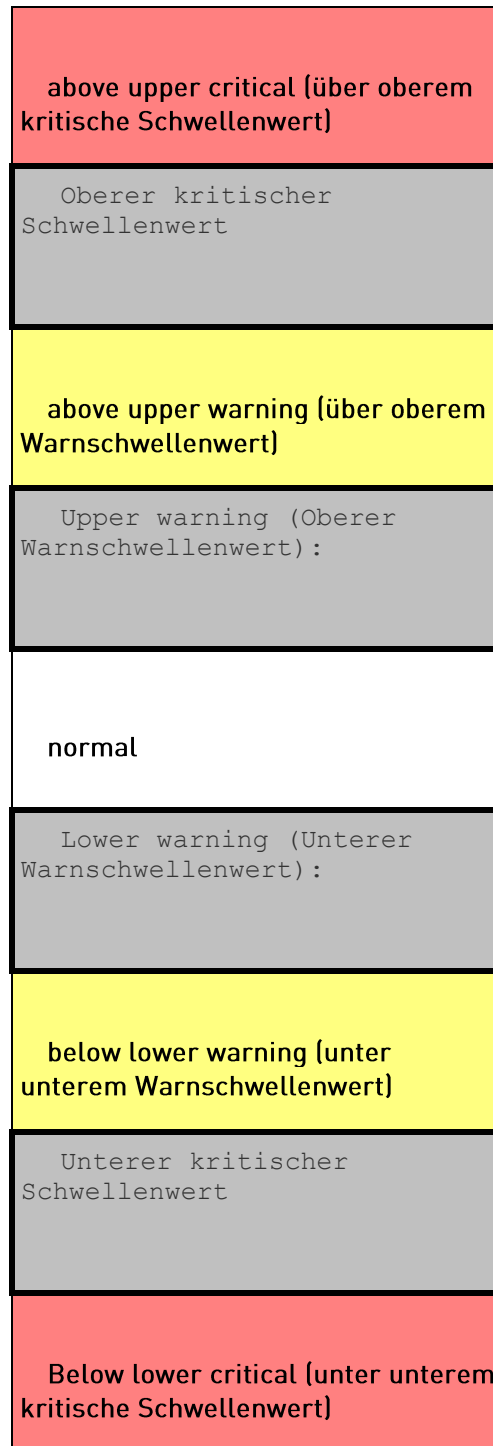 above upper critical (über oberem
kritische Schwellenwert)
Oberer kritischer
Schwellenwert
above upper warning (über oberem
Warnschwellenwert)
Upper warning (Oberer
Warnschwellenwert):
normal
Lower warning (Unterer
Warnschwellenwert):
below lower warning (unter
unterem Warnschwellenwert)
Unterer kritischer
Schwellenwert
Below lower critical (unter unterem
kritische Schwellenwert)